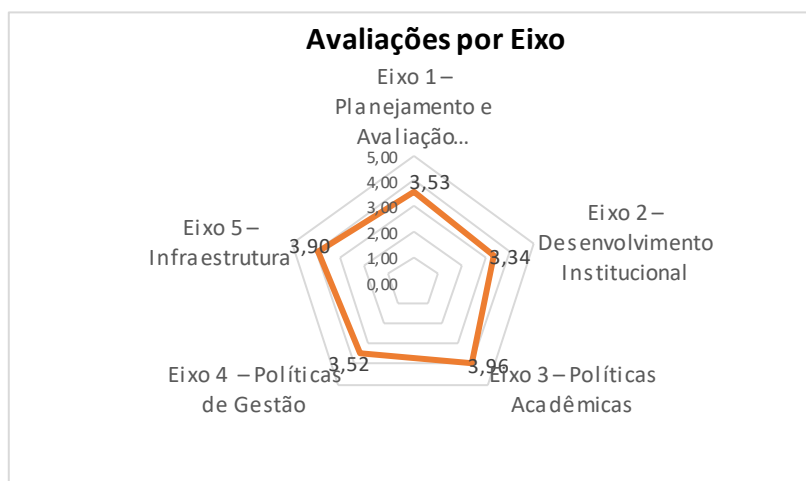 Avaliações por Eixo
Eixo 1 –
Planejamento e
Avaliação...
5,00
4,00
3,00
2,00
1,00
0,00
3,53
Eixo 2 –
Desenvolvimento
Institucional
3,34
Eixo 3 – Políticas
Acadêmicas
3,96
Eixo 4 – Políticas
de Gestão
3,52
Eixo 5 –
Infraestrutura
3,90